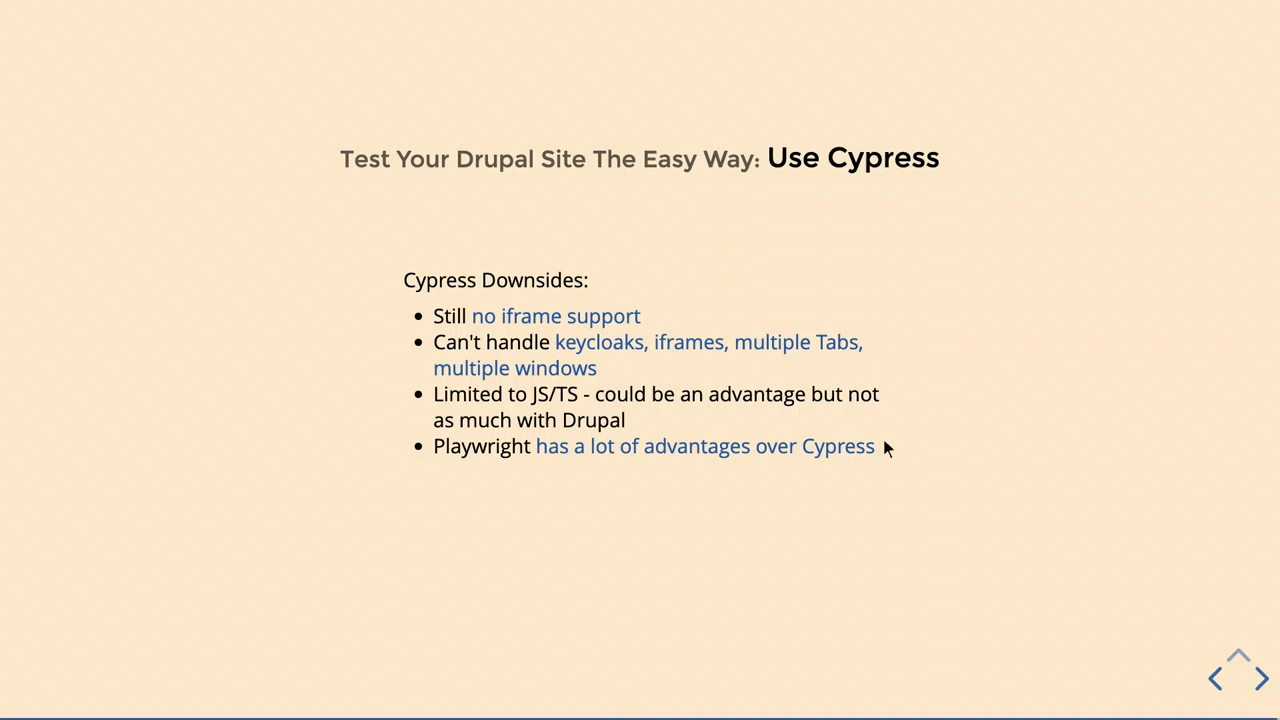 Test Your Drupal Site The Easy Way: Use Cypress
Cypress Downsides:
• Still no iframe support
• Can't handle keycloaks, iframes, multiple Tabs,
multiple windows
• Limited to JS/TS - could be an advantage but not
as much with Drupal
• Playwright has a lot of advantages over Cypress